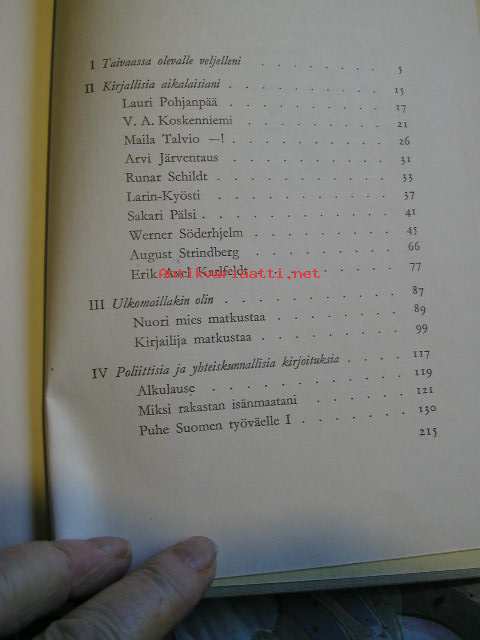 I Taivaassa olevalle veljelleni . . . . . . . . 5
II Kirjallisia aikalaisiani . . . . . . . . . 15
Lauri Pohjanpää . . . . . . . . . . 17
V. A. Koskenniemi . . . . . . . . . 21
Maila Talvio —! . . . . . . . . . . 26
Arvi Järventaus . . . . . . . . . . 31
Runar Schildt . . . . . . . . . . 33
Larin-Kyösti . . . . . . . . . . 37
Sakari Pälsi . . . . . . . . . . . 41
Werner Söderhjelm . . . . . . . . . 45
August Strindberg . . . . . . . . . 66
Erik Axel Karlfeldt . . . . . . . . 77
Antikvariaatti.net
III Ulkomaillakin olin . . . . . . . . . . 87
Nuori mies matkustaa . . . . . . . . 89
Kirjailija matkustaa . . . . . . . . 99
IV Poliittisia ja yhteiskunnallisia kirjoituksia . . . . 117
Alkulause . . . . . . . . . . . 119
Miksi rakastan isänmaatani . . . . . . 121
Puhe Suomen työväelle I . . . . . . . 130
215